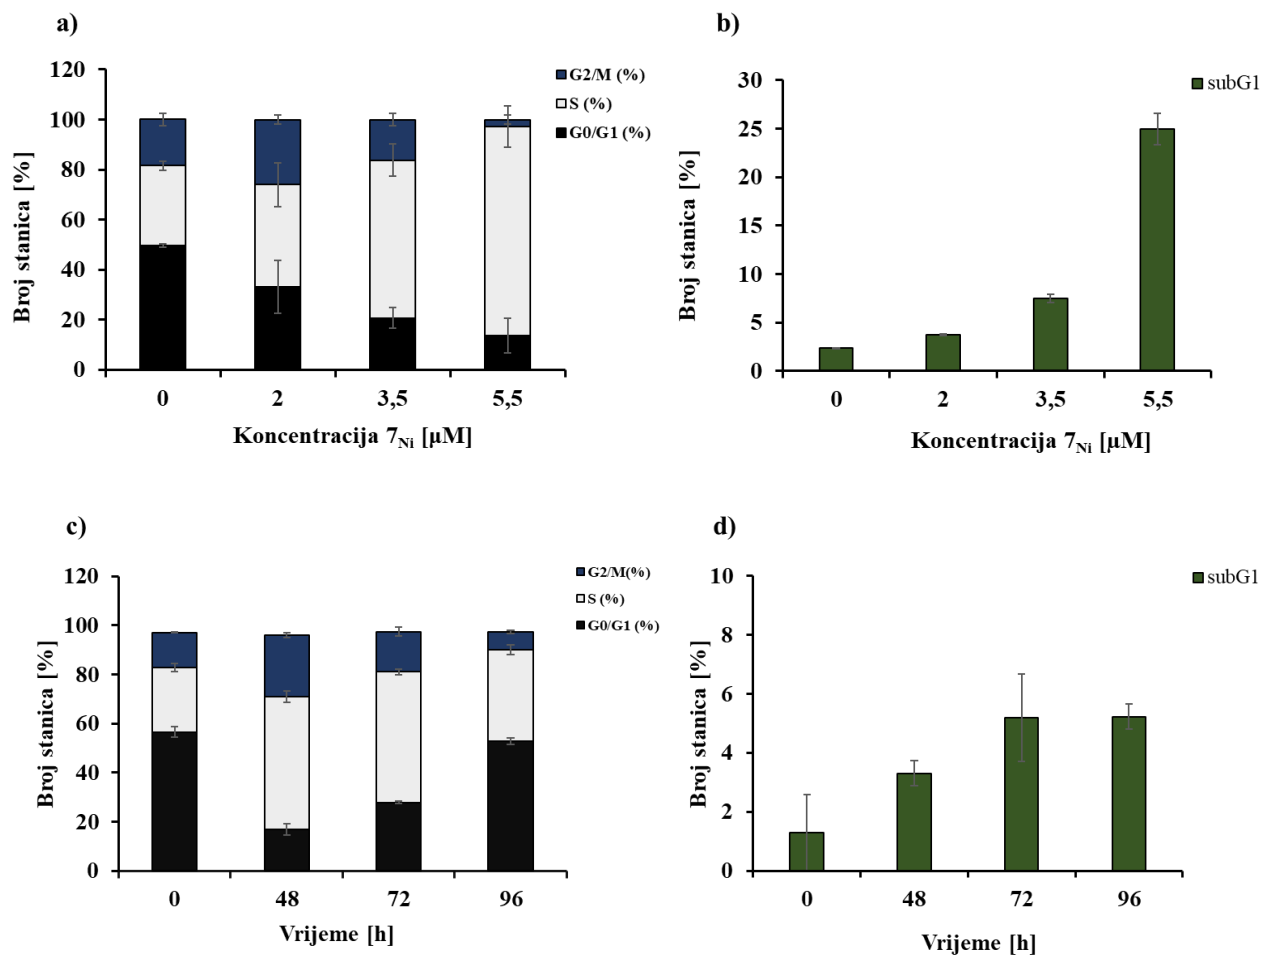 a)
120
100
80
60
40
20
0
Broj stanica [%]
0 2 3,5 5,5
Koncentracija 7Ni [μM]
G2/M (%)
S (%)
G0/G1 (%)
b)
30
25
20
15
10
5
0
Broj stanica [%]
0 2 3,5 5,5
Koncentracija 7Ni [μM]
subG1
c)
120
100
80
60
40
20
0
Broj stanica [%]
0 48 72 96
Vrijeme [h]
G2/M(%)
S (%)
G0/G1 (%)
d)
10
8
6
4
2
0
Broj stanica [%]
0 48 72 96
Vrijeme [h]
subG1